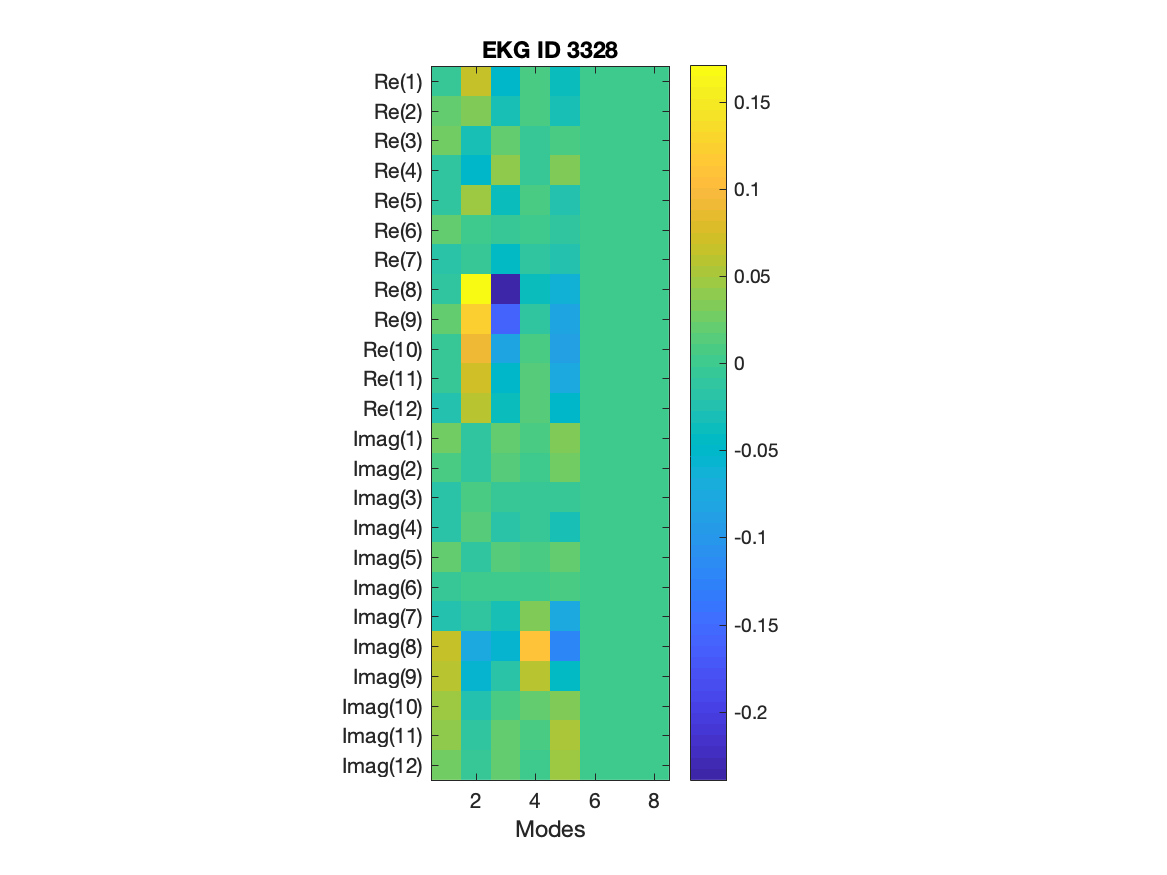 EKG ID 3328
Re(1)
Re(2)
Re(3)
Re(4)
Re(5)
Re(6)
Re(7)
Re(8)
Re(9)
Re(10)
Re(11)
Re(12)
Imag(1)
Imag(2)
Imag(3)
Imag(4)
Imag(5)
Imag(6)
Imag(7)
Imag(8)
Imag(9)
Imag(10)
Imag(11)
Imag(12)
2 4 6 8
Modes
0.15
0.1
0.05
0
-0.05
-0.1
-0.15
-0.2